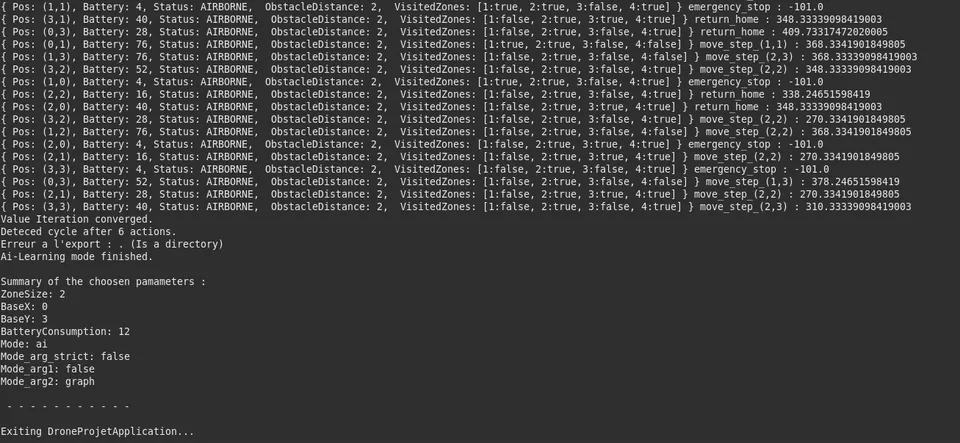 { Pos: (1,1), Battery: 4, Status: AIRBORNE,  ObstacleDistance: 2,  VisitedZones: [1:true, 2:true, 3:false, 4:true] } emergency_stop : -101.0
{ Pos: (3,1), Battery: 40, Status: AIRBORNE,  ObstacleDistance: 2,  VisitedZones: [1:false, 2:true, 3:true, 4:true] } return_home : 348.33339098419003
{ Pos: (0,3), Battery: 28, Status: AIRBORNE,  ObstacleDistance: 2,  VisitedZones: [1:false, 2:true, 3:false, 4:true] } return_home : 409.73317472020005
{ Pos: (0,1), Battery: 76, Status: AIRBORNE,  ObstacleDistance: 2,  VisitedZones: [1:true, 2:true, 3:false, 4:true] } move_step_(1,1) : 368.3341901849805
{ Pos: (1,3), Battery: 76, Status: AIRBORNE,  ObstacleDistance: 2,  VisitedZones: [1:false, 2:true, 3:true, 4:true] } move_step_(2,3) : 368.33339098419003
{ Pos: (3,2), Battery: 52, Status: AIRBORNE,  ObstacleDistance: 2,  VisitedZones: [1:false, 2:true, 3:true, 4:true] } move_step_(2,2) : 348.33339098419003
{ Pos: (1,0), Battery: 4, Status: AIRBORNE,  ObstacleDistance: 2,  VisitedZones: [1:false, 2:true, 3:true, 4:true] } emergency_stop : -101.0
{ Pos: (2,2), Battery: 16, Status: AIRBORNE,  ObstacleDistance: 2,  VisitedZones: [1:false, 2:true, 3:true, 4:true] } return_home : 338.24651598419
{ Pos: (2,0), Battery: 40, Status: AIRBORNE,  ObstacleDistance: 2,  VisitedZones: [1:false, 2:true, 3:true, 4:true] } return_home : 348.33339098419003
{ Pos: (3,2), Battery: 28, Status: AIRBORNE,  ObstacleDistance: 2,  VisitedZones: [1:false, 2:true, 3:false, 4:true] } move_step_(2,2) : 270.3341901849805
{ Pos: (1,2), Battery: 76, Status: AIRBORNE,  ObstacleDistance: 2,  VisitedZones: [1:false, 2:true, 3:true, 4:false] } move_step_(2,2) : 368.3341901849805
{ Pos: (2,0), Battery: 4, Status: AIRBORNE,  ObstacleDistance: 2,  VisitedZones: [1:false, 2:true, 3:true, 4:true] } emergency_stop : -101.0
{ Pos: (2,1), Battery: 16, Status: AIRBORNE,  ObstacleDistance: 2,  VisitedZones: [1:false, 2:true, 3:true, 4:true] } move_step_(2,2) : 270.3341901849805
{ Pos: (3,3), Battery: 4, Status: AIRBORNE,  ObstacleDistance: 2,  VisitedZones: [1:false, 2:true, 3:false, 4:true] } emergency_stop : -101.0
{ Pos: (0,3), Battery: 52, Status: AIRBORNE,  ObstacleDistance: 2,  VisitedZones: [1:false, 2:true, 3:false, 4:false] } move_step_(1,3) : 378.24651598419
{ Pos: (2,1), Battery: 28, Status: AIRBORNE,  ObstacleDistance: 2,  VisitedZones: [1:false, 2:true, 3:false, 4:true] } move_step_(2,2) : 270.3341901849805
{ Pos: (3,3), Battery: 40, Status: AIRBORNE,  ObstacleDistance: 2,  VisitedZones: [1:false, 2:true, 3:false, 4:true] } move_step_(2,3) : 310.33339098419003
Value Iteration converged.
Deteced cycle after 6 actions.
Erreur a l'export : . (Is a directory)
Ai-Learning mode finished.
Summary of the choosen pamameters :
ZoneSize: 2
BaseX: 0
BaseY: 3
BatteryConsumption: 12
Mode: ai
Mode_arg_strict: false
Mode_arg1: false
Mode_arg2: graph
- - - - - - - - - - -
Exiting DroneProjetApplication...